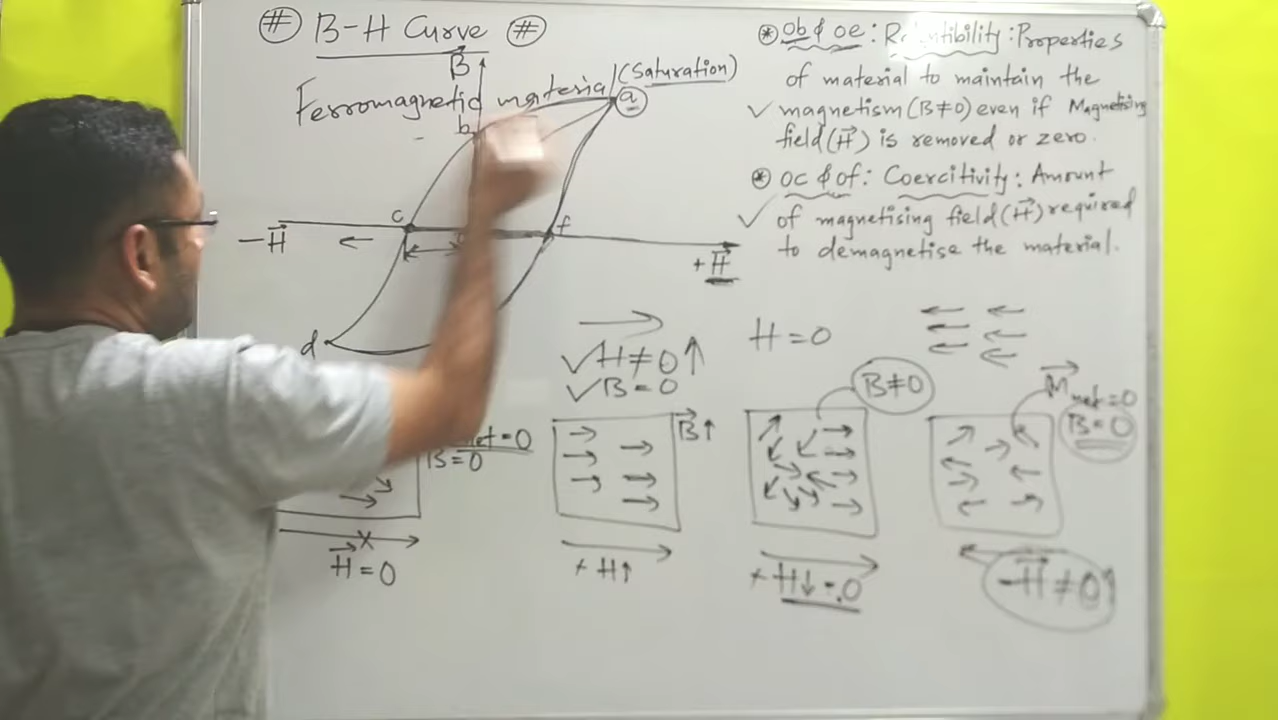 # B-H Curve #
B
Ferromagnetic material (Saturation)
a
b
c
f
-H
+H
d
* ob & oe : Retentibility : Properties
of material to maintain the
✓ magnetism (B≠0) even if Magnetising
field (H) is removed or zero.
* oc & of : Coercitivity : Amount
✓ of magnetising field (H) required
to demagnetise the material.
✓ H≠0↑
✓ B=0
H=0
B≠0
M net=0
B=0
B↑
B=0
H=0
+H↑
+H↓=0
-H≠0↑